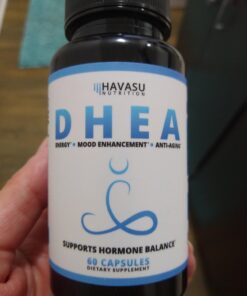 HAVASU
NUTRITION
DHEA
ENERGY* • MOOD ENHANCEMENT* • ANTI-AGING*
SUPPORTS HORMONE BALANCE*
60 CAPSULES
DIETARY SUPPLEMENT